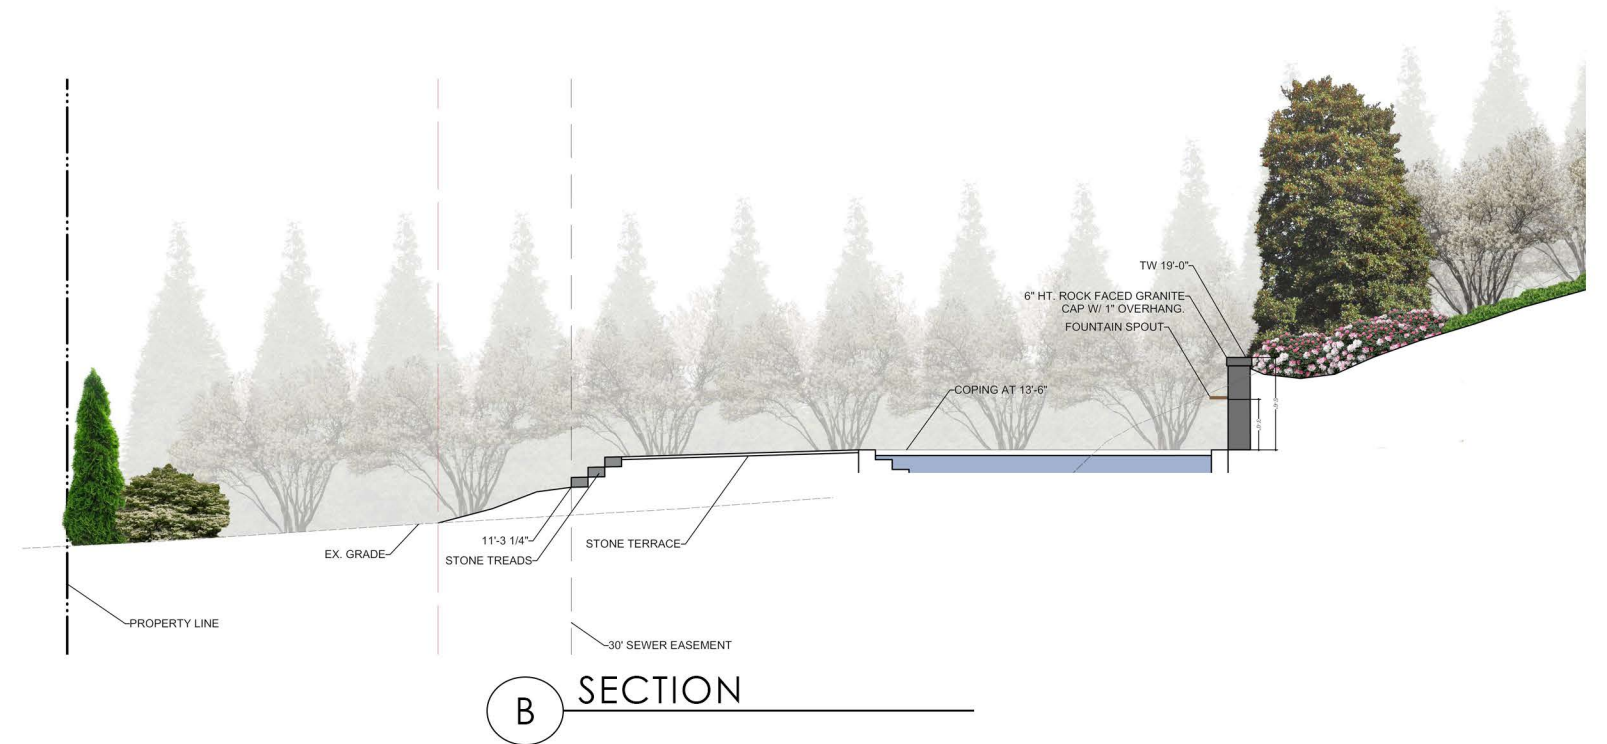 TW 19'-0"
6" HT. ROCK FACED GRANITE
CAP W/ 1" OVERHANG.
FOUNTAIN SPOUT
COPING AT 13'-6"
11'-3 1/4"
STONE TREADS
EX. GRADE
STONE TERRACE
PROPERTY LINE
30' SEWER EASEMENT
B
SECTION